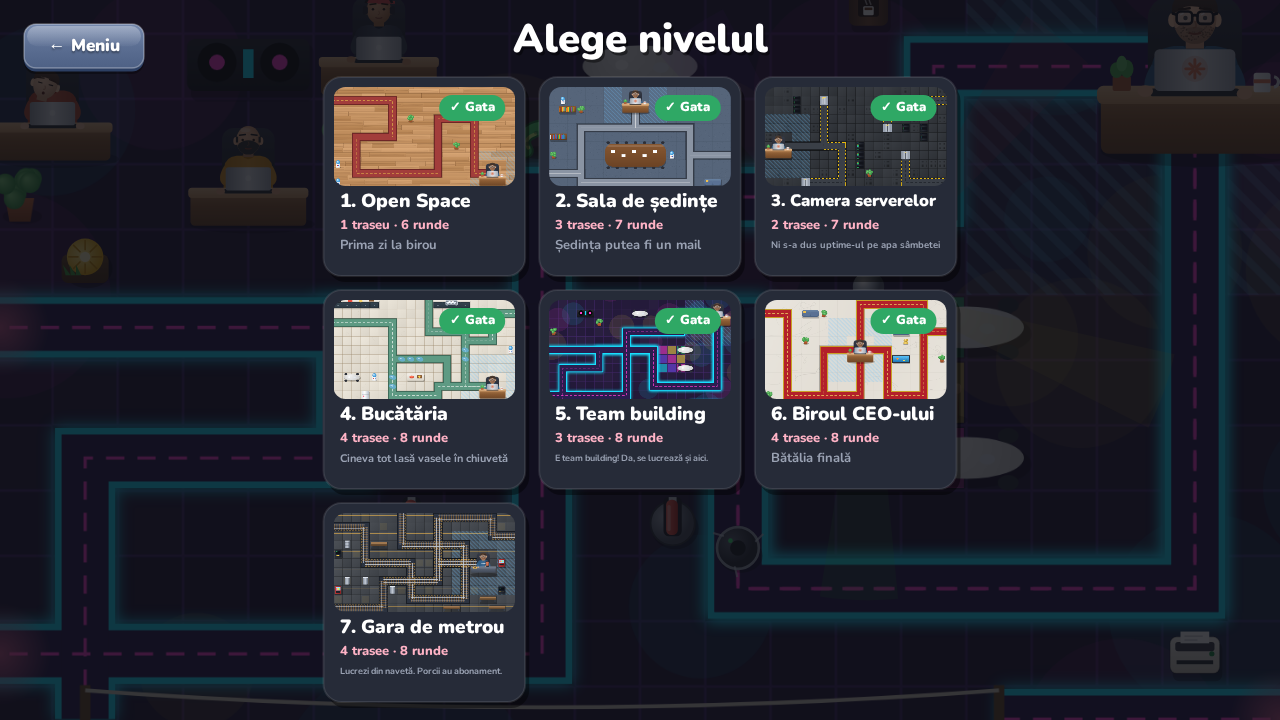 ← Meniu
Alege nivelul
✓ Gata
1. Open Space
1 traseu · 6 runde
Prima zi la birou
✓ Gata
2. Sala de ședințe
3 trasee · 7 runde
Ședința putea fi un mail
✓ Gata
3. Camera serverelor
2 trasee · 7 runde
Ni s-a dus uptime-ul pe apa sâmbetei
✓ Gata
4. Bucătăria
4 trasee · 8 runde
Cineva tot lasă vasele în chiuvetă
✓ Gata
5. Team building
3 trasee · 8 runde
E team building! Da, se lucrează și aici.
✓ Gata
6. Biroul CEO-ului
4 trasee · 8 runde
Bătălia finală
7. Gara de metrou
4 trasee · 8 runde
Lucrezi din navetă. Porcii au abonament.